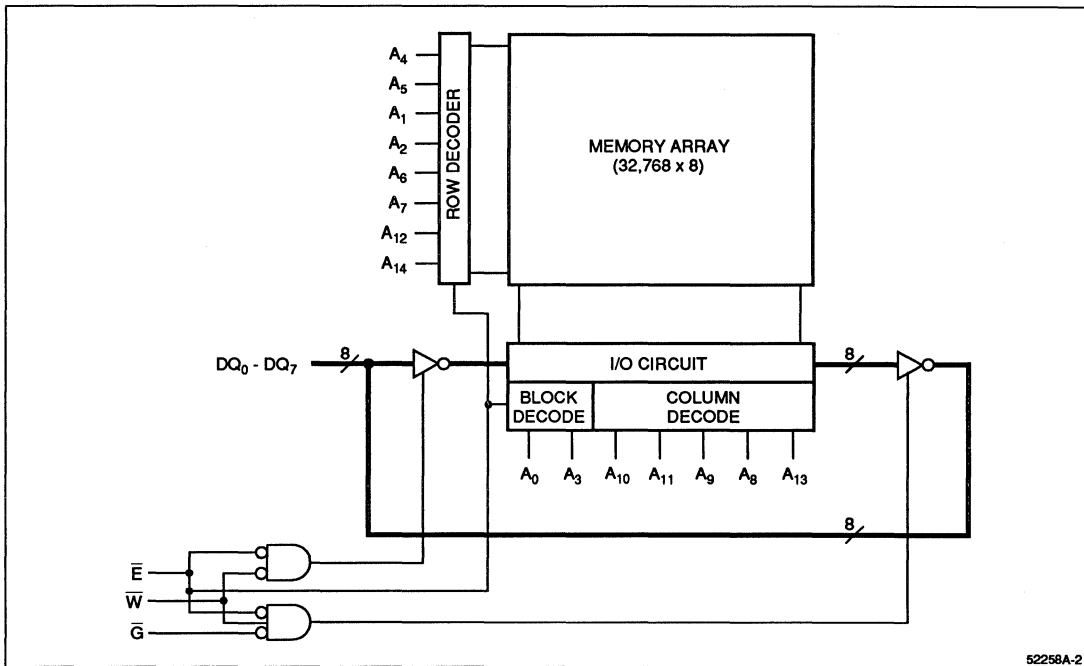 A4
A5
A1
A2
A6
A7
A12
A14
ROW DECODER
MEMORY ARRAY
(32,768 x 8)
DQ0 - DQ7
8
I/O CIRCUIT
8
BLOCK
DECODE
COLUMN
DECODE
A0 A3 A10 A11 A9 A8 A13
8
E̅
W̅
G̅
52258A-2